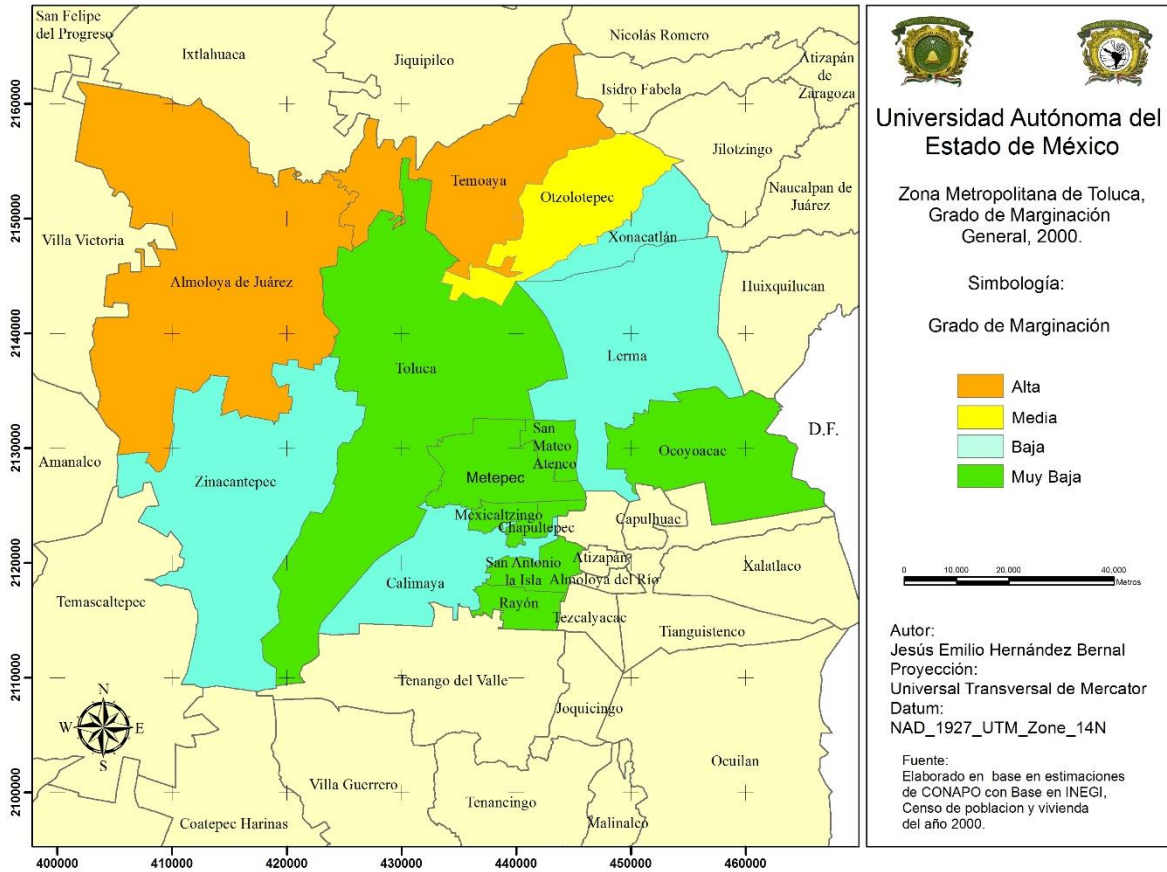 San Felipe
del Progreso
Ixtlahuaca
Jiquipilco
Nicolás Romero
Atizapán
de
Zaragoza
Isidro Fabela
Jilotzingo
Naucalpan de
Juárez
Temoaya
Otzolotepec
Xonacatlán
Villa Victoria
Almoloya de Juárez
Huixquilucan
Toluca
Lerma
D.F.
San
Mateo
Atenco
Ocoyoacac
Amanalco
Zinacantepec
Metepec
Mexicaltzingo
Chapultepec
Capulhuac
San Antonio
la Isla
Atizapán
Almoloya del Río
Xalatlaco
Calimaya
Temascaltepec
Rayón
Tezcalyacac
Tianguistenco
Tenango del Valle
Joquicingo
Ocuilan
Villa Guerrero
Tenancingo
Malinalco
Coatepec Harinas
N
W
E
S
2160000
2150000
2140000
2130000
2120000
2110000
2100000
400000
410000
420000
430000
440000
450000
460000
Universidad Autónoma del
Estado de México
Zona Metropolitana de Toluca,
Grado de Marginación
General, 2000.
Simbología:
Grado de Marginación
Alta
Media
Baja
Muy Baja
0
10,000
20,000
40,000
Metros
Autor:
Jesús Emilio Hernández Bernal
Proyección:
Universal Transversal de Mercator
Datum:
NAD_1927_UTM_Zone_14N
Fuente:
Elaborado en base en estimaciones
de CONAPO con Base en INEGI,
Censo de poblacion y vivienda
del año 2000.